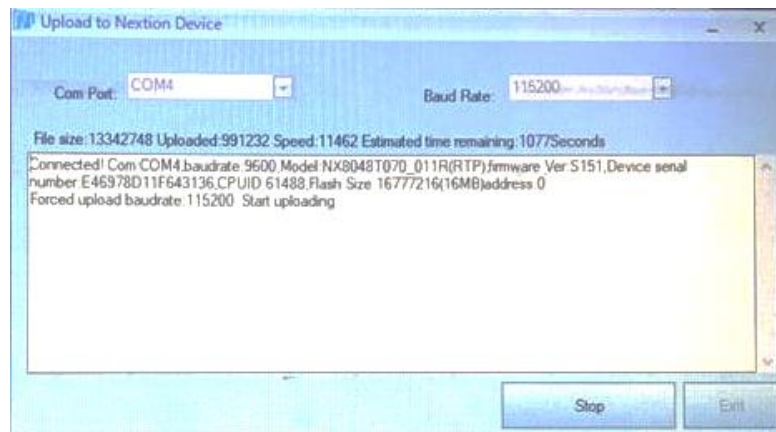 Upload to Nextion Device
Com Port: COM4 Baud Rate: 115200
File size:13342748 Uploaded:991232 Speed:11462 Estimated time remaining:1077Seconds
Connected! Com:COM4,baudrate:9600,Model:NX8048T070_011R(RTP),firmware Ver:S151,Device serial
number:E46978D11F643136,CPUID:61488,Flash Size:16777216(16MB)address:0
Forced upload baudrate:115200 Start uploading
Stop Exit